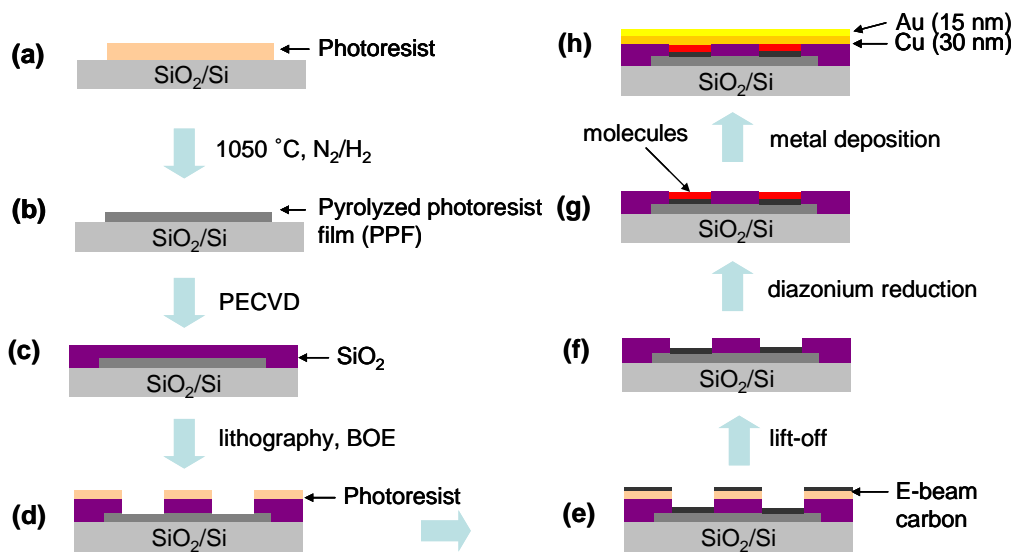 (a)
Photoresist
SiO2/Si
1050 ˚C, N2/H2
(b)
Pyrolyzed photoresist
film (PPF)
SiO2/Si
PECVD
(c)
SiO2
SiO2/Si
lithography, BOE
(d)
Photoresist
SiO2/Si
(e)
E-beam
carbon
SiO2/Si
lift-off
(f)
SiO2/Si
diazonium reduction
(g)
molecules
SiO2/Si
metal deposition
(h)
Au (15 nm)
Cu (30 nm)
SiO2/Si